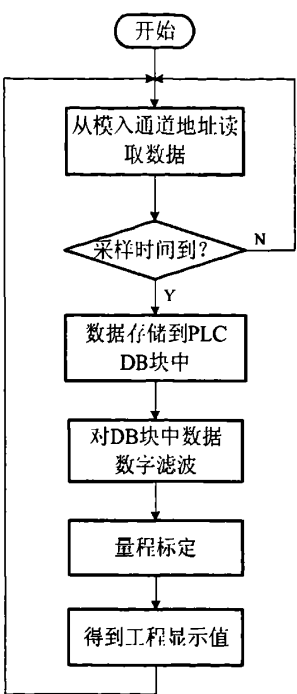 开始
从模入通道地址读
取数据
采样时间到?
N
Y
数据存储到PLC
DB块中
对DB块中数据
数字滤波
量程标定
得到工程显示值